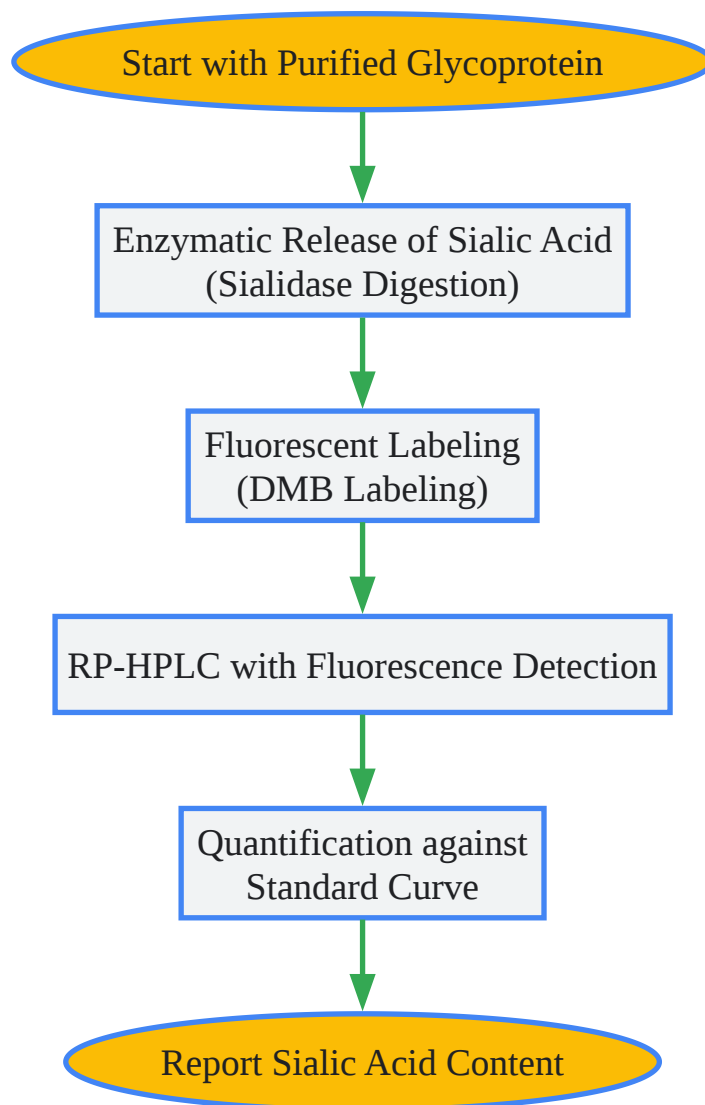 Start with Purified Glycoprotein
Enzymatic Release of Sialic Acid
(Sialidase Digestion)
Fluorescent Labeling
(DMB Labeling)
RP-HPLC with Fluorescence Detection
Quantification against
Standard Curve
Report Sialic Acid Content